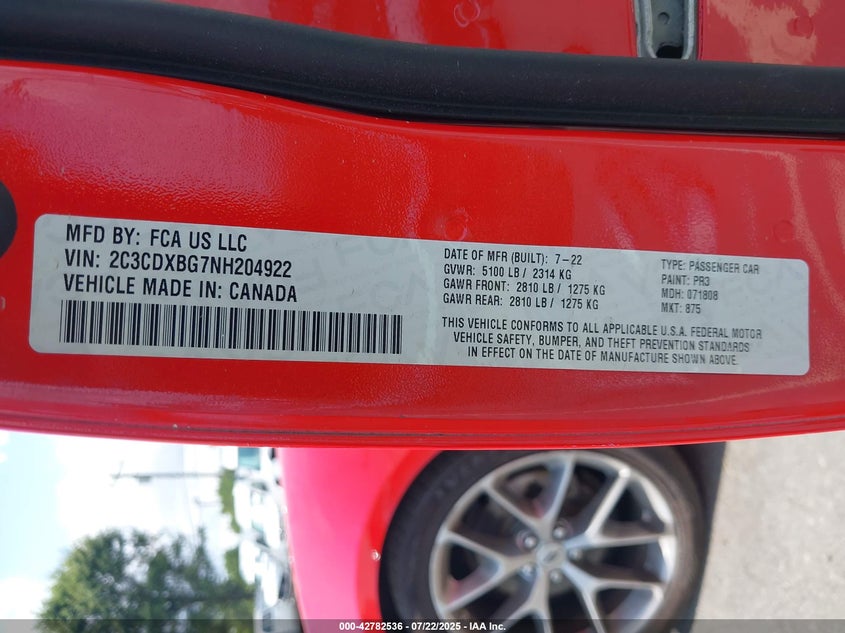 MFD BY: FCA US LLC
VIN: 2C3CDXBG7NH204922
VEHICLE MADE IN: CANADA
DATE OF MFR (BUILT): 7-22
GVWR: 5100 LB / 2314 KG
GAWR FRONT: 2810 LB / 1275 KG
GAWR REAR: 2810 LB / 1275 KG
TYPE: PASSENGER CAR
PAINT: PR3
MDH: 071808
MKT: 875
THIS VEHICLE CONFORMS TO ALL APPLICABLE U.S.A. FEDERAL MOTOR
VEHICLE SAFETY, BUMPER, AND THEFT PREVENTION STANDARDS
IN EFFECT ON THE DATE OF MANUFACTURE SHOWN ABOVE.
000-42782536 - 07/22/2025 - IAA, Inc.